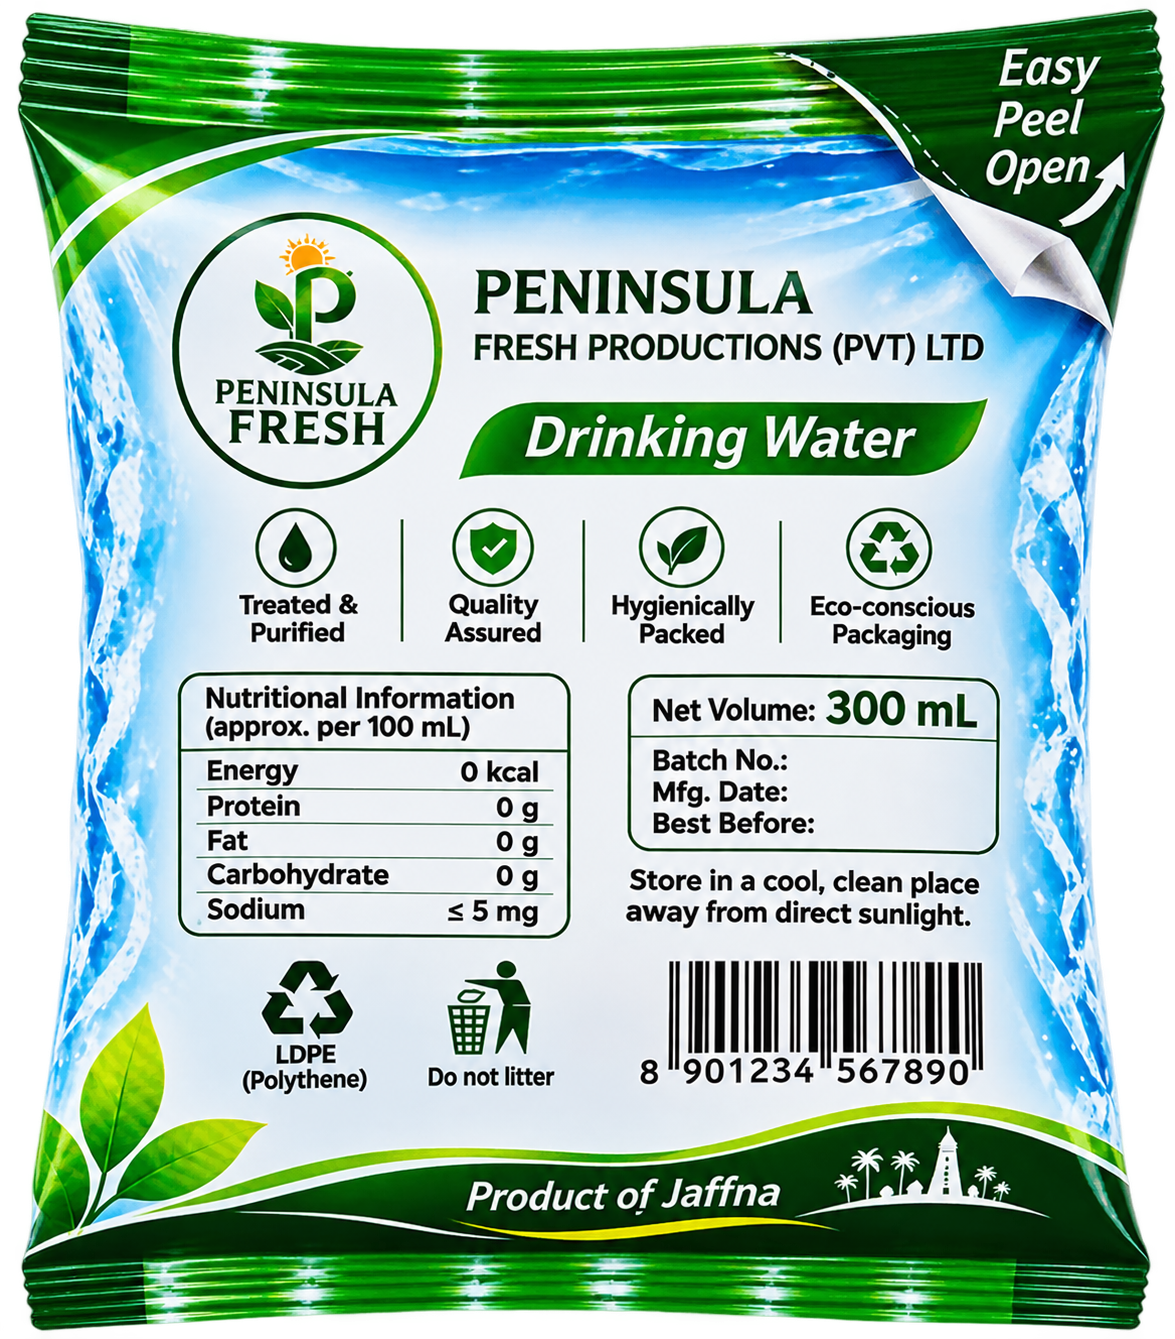 Easy
Peel
Open
PENINSULA
FRESH
PENINSULA
FRESH PRODUCTIONS (PVT) LTD
Drinking Water
Treated &
Purified
Quality
Assured
Hygienically
Packed
Eco-conscious
Packaging
Nutritional Information
(approx. per 100 mL)
Energy 0 kcal
Protein 0 g
Fat 0 g
Carbohydrate 0 g
Sodium ≤ 5 mg
Net Volume: 300 mL
Batch No.:
Mfg. Date:
Best Before:
Store in a cool, clean place
away from direct sunlight.
LDPE
(Polythene)
Do not litter
8 901234 567890
Product of Jaffna